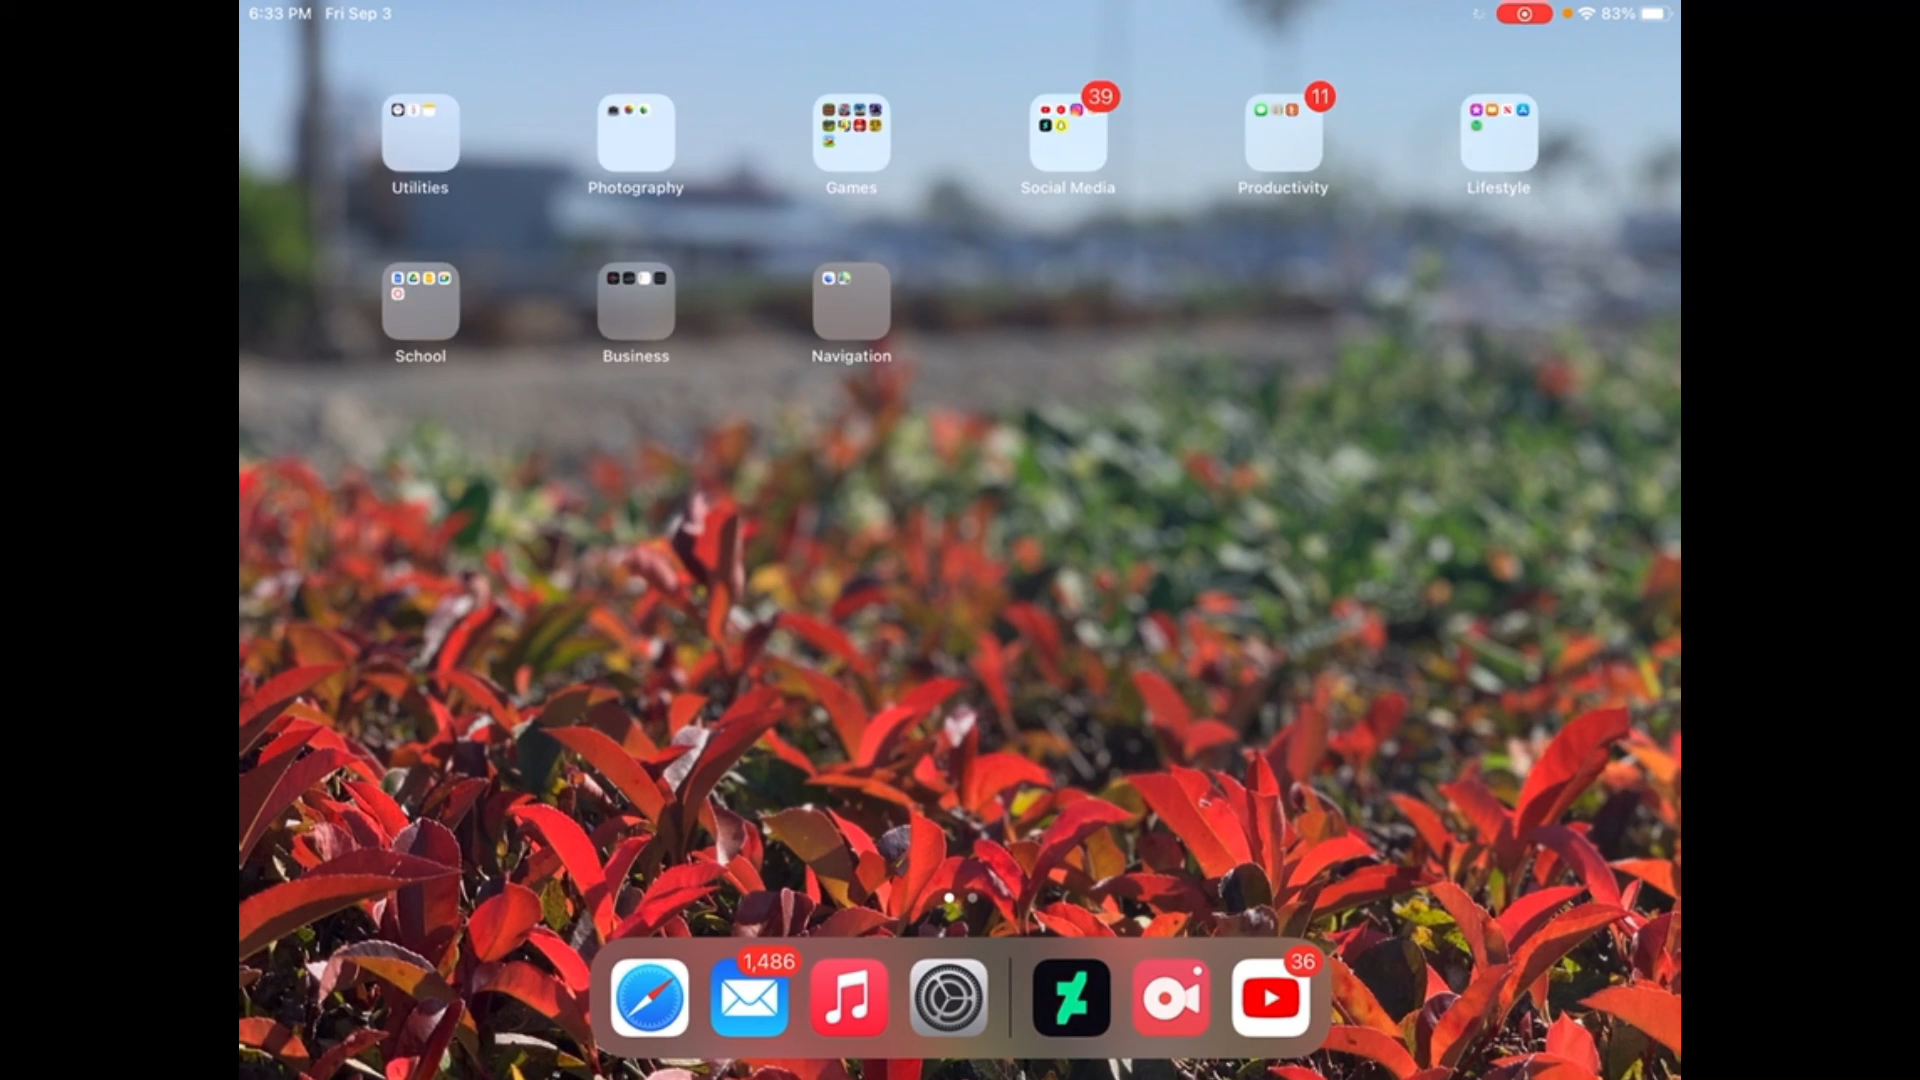 6:33 PM Fri Sep 3 83%
39 11
Utilities Photography Games Social Media Productivity Lifestyle
School Business Navigation
1,486 36